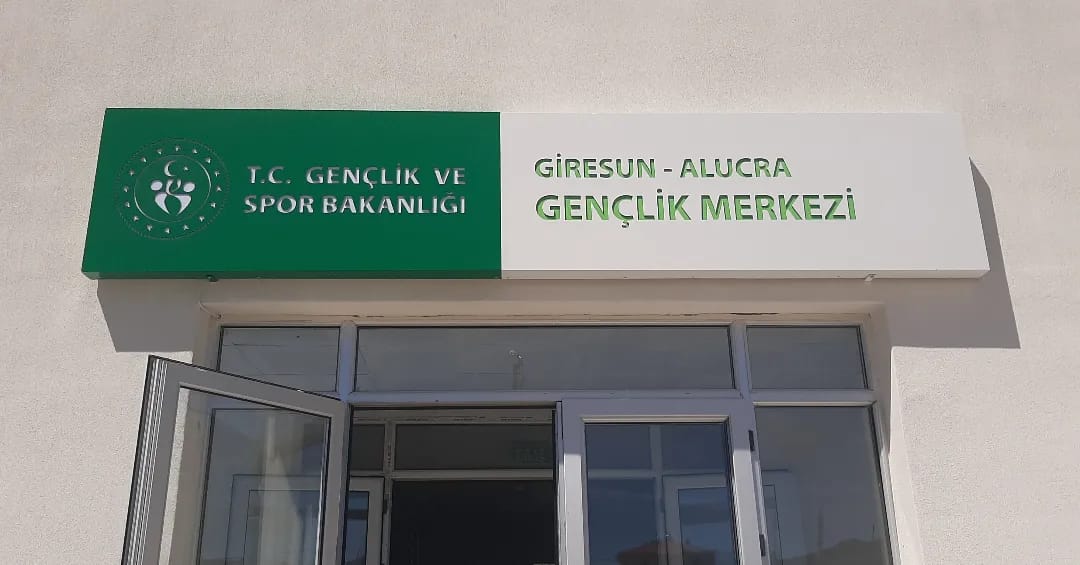 T.C. GENÇLİK VE
SPOR BAKANLIĞI
GİRESUN - ALUCRA
GENÇLİK MERKEZİ